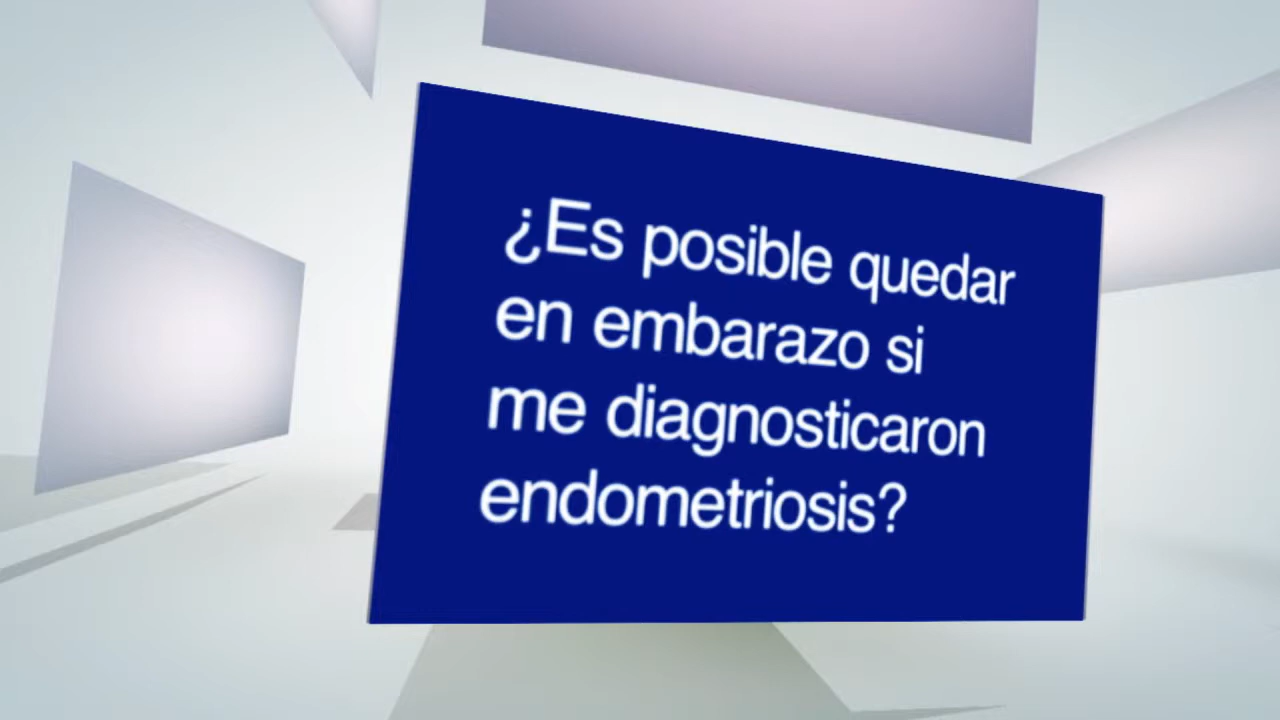 ¿Es posible quedar
en embarazo si
me diagnosticaron
endometriosis?